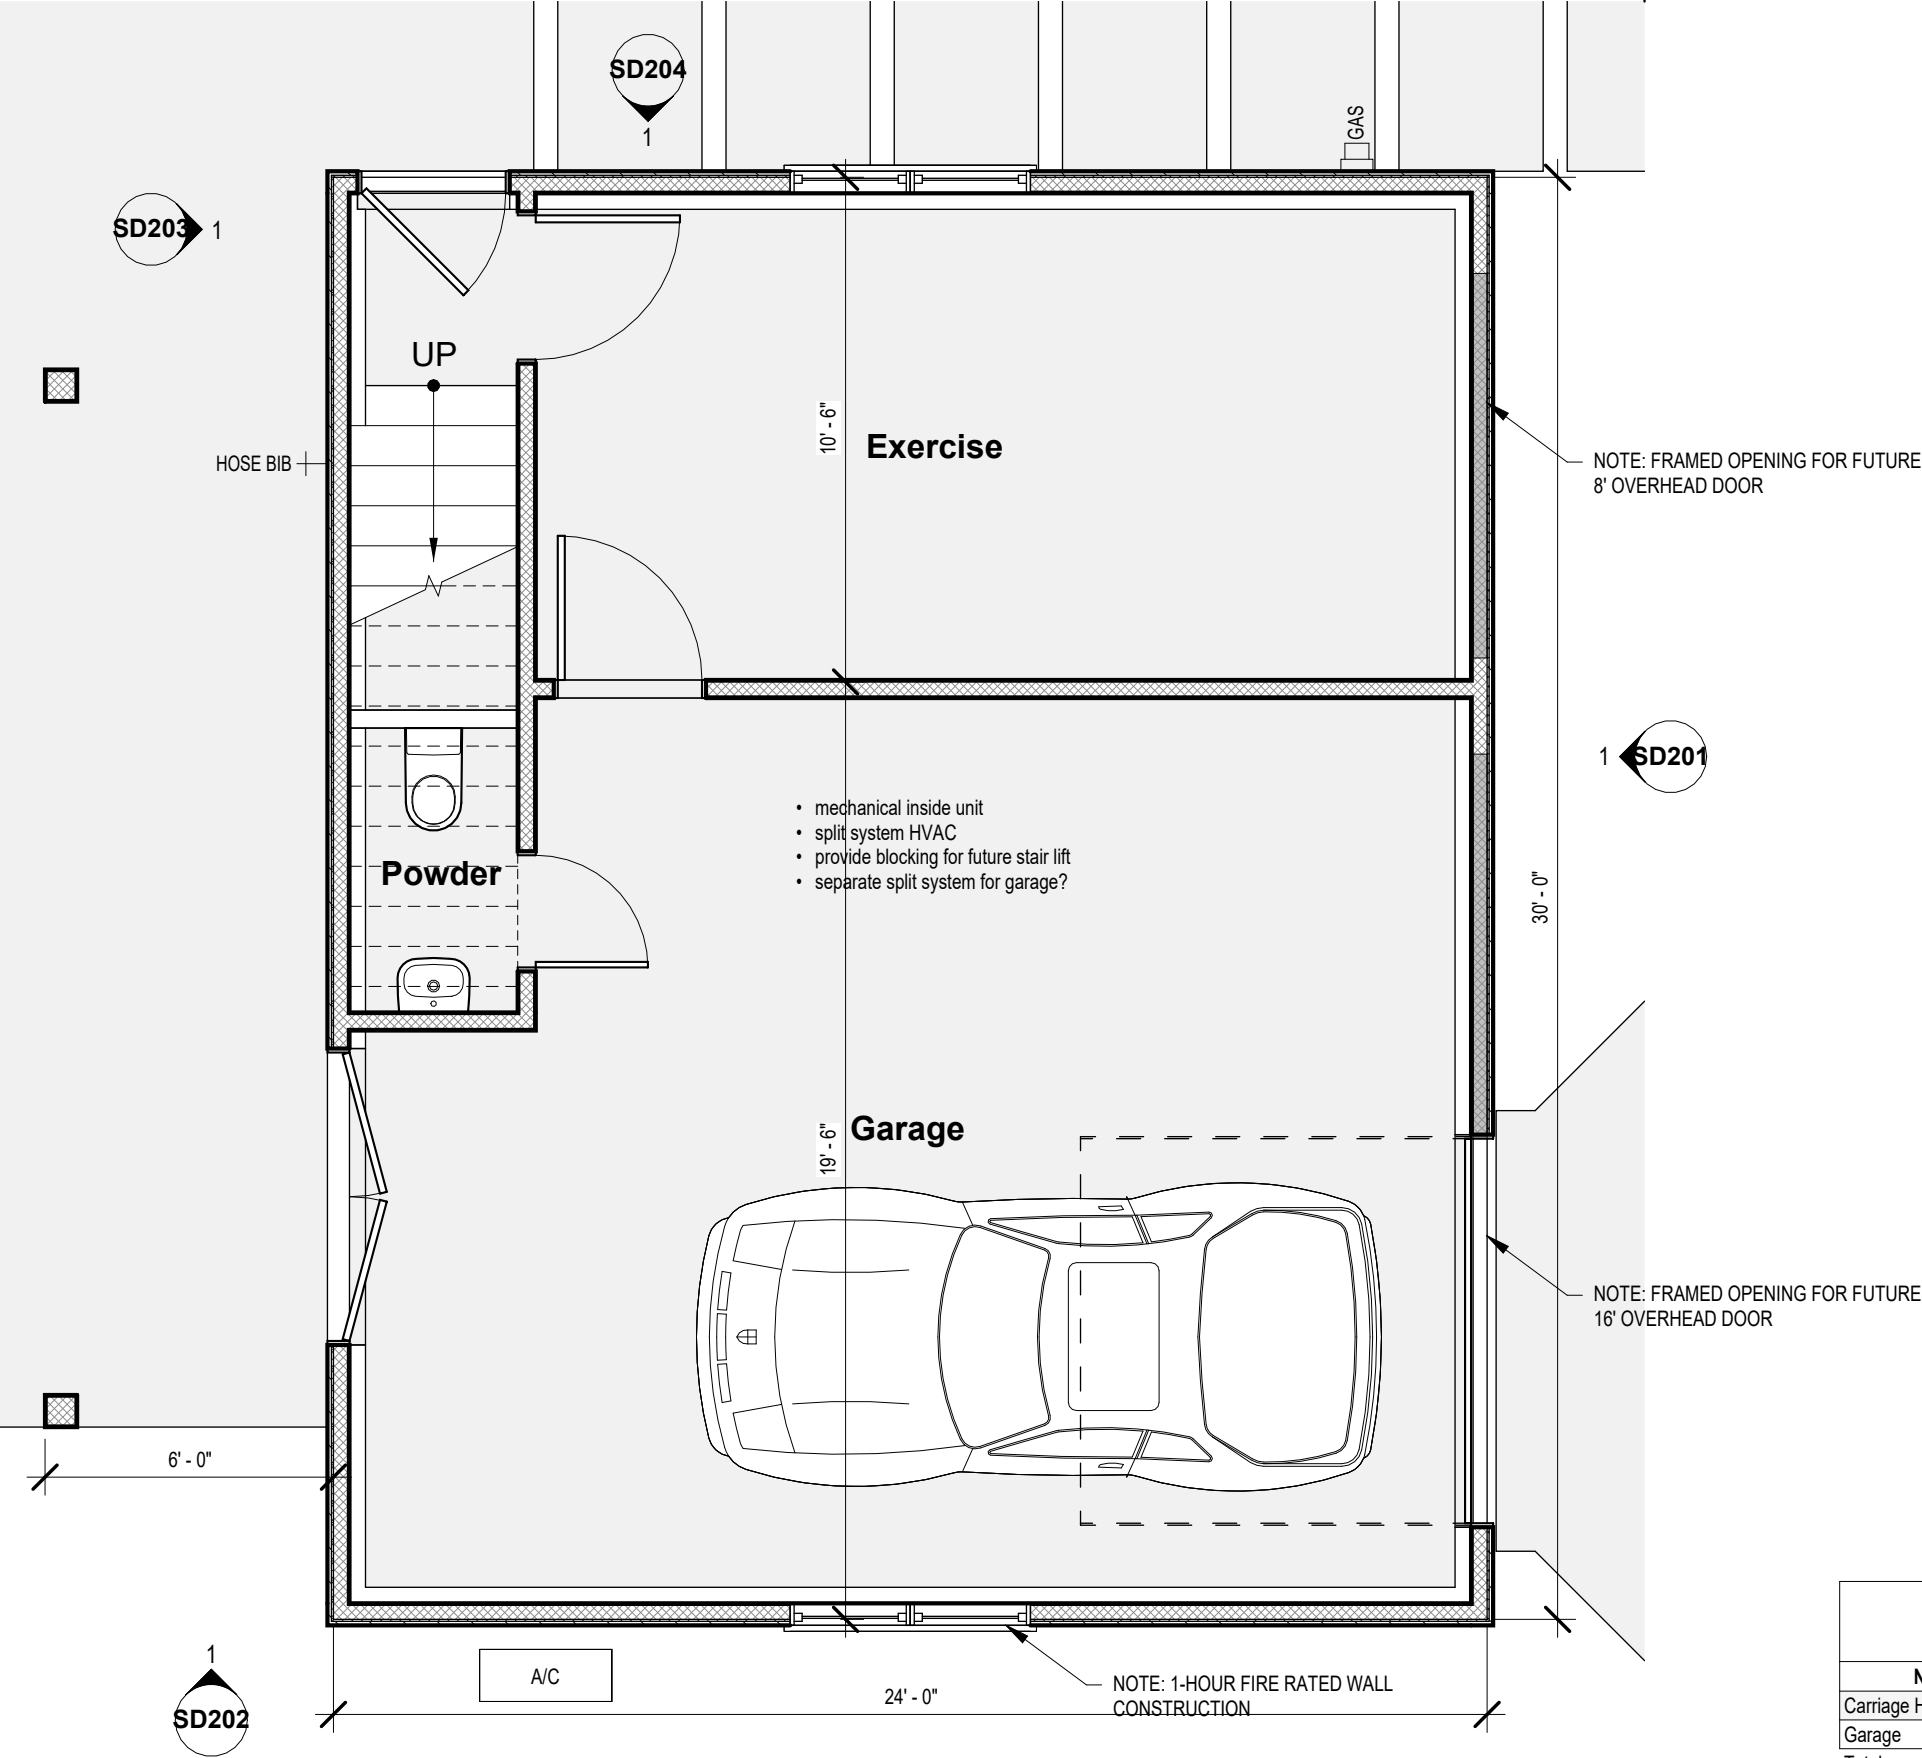 SD204
1
GAS
SD203
1
UP
10' - 6"
Exercise
HOSE BIB
NOTE: FRAMED OPENING FOR FUTURE
8' OVERHEAD DOOR
1
SD201
• mechanical inside unit
• split system HVAC
• provide blocking for future stair lift
• separate split system for garage?
Powder
30' - 0"
19' - 6"
Garage
NOTE: FRAMED OPENING FOR FUTURE
16' OVERHEAD DOOR
6' - 0"
1
SD202
A/C
24' - 0"
NOTE: 1-HOUR FIRE RATED WALL
CONSTRUCTION
Carriage
Garage